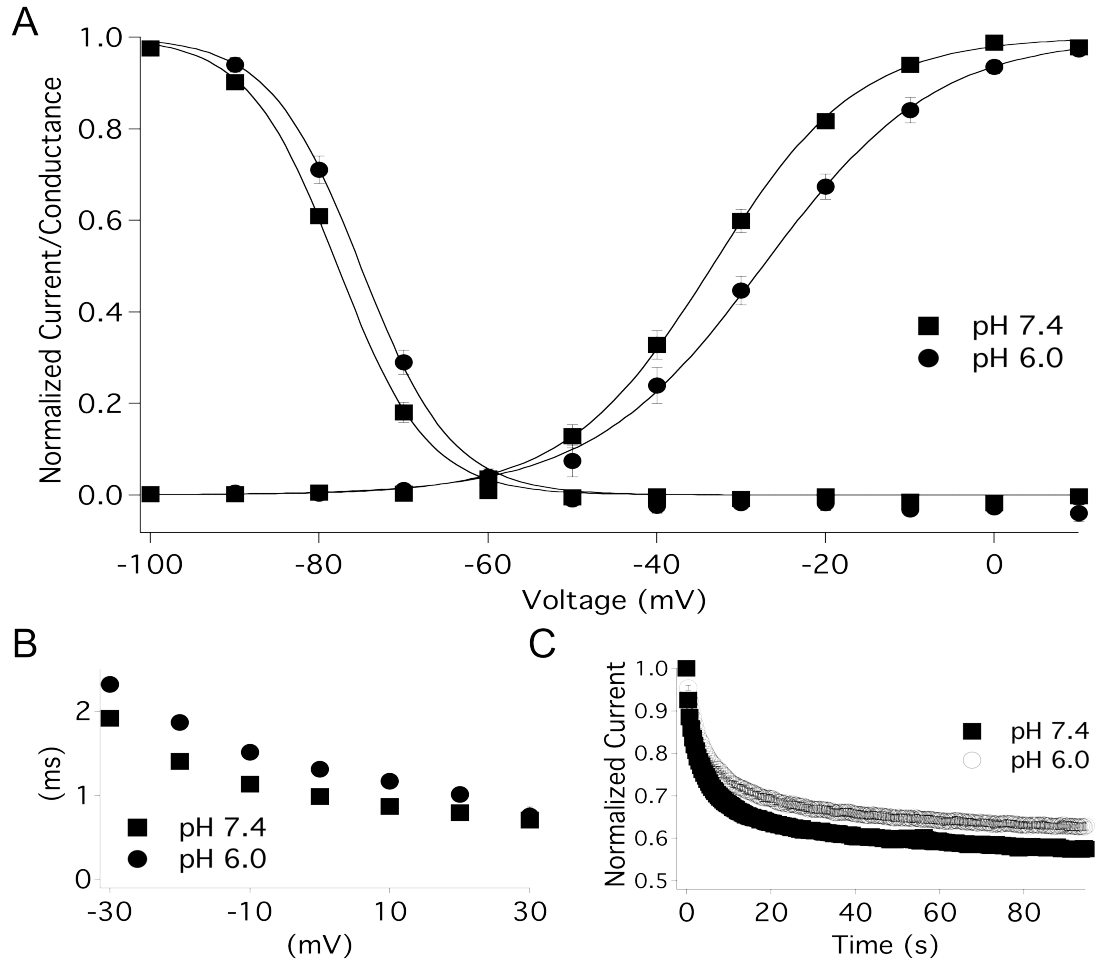 A
Normalized Current/Conductance
1.0
0.8
0.6
0.4
0.2
0.0
pH 7.4
pH 6.0
-100 -80 -60 -40 -20 0
Voltage (mV)
B
(ms)
2
1
0
pH 7.4
pH 6.0
-30 -10 10 30
(mV)
C
Normalized Current
1.0
0.9
0.8
0.7
0.6
0.5
pH 7.4
pH 6.0
0 20 40 60 80
Time (s)